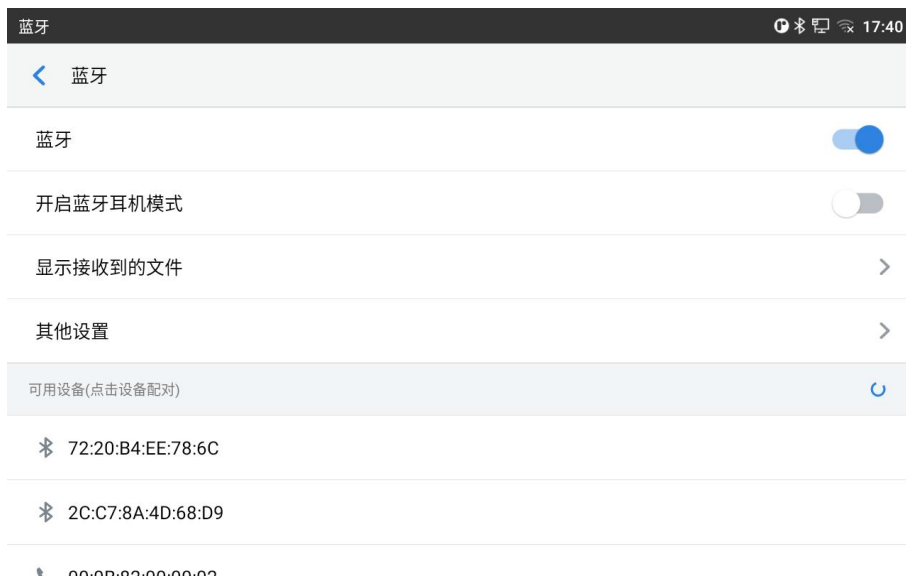 蓝牙 17:40
蓝牙
蓝牙
开启蓝牙耳机模式
显示接收到的文件
其他设置
可用设备(点击设备配对)
72:20:B4:EE:78:6C
2C:C7:8A:4D:68:D9